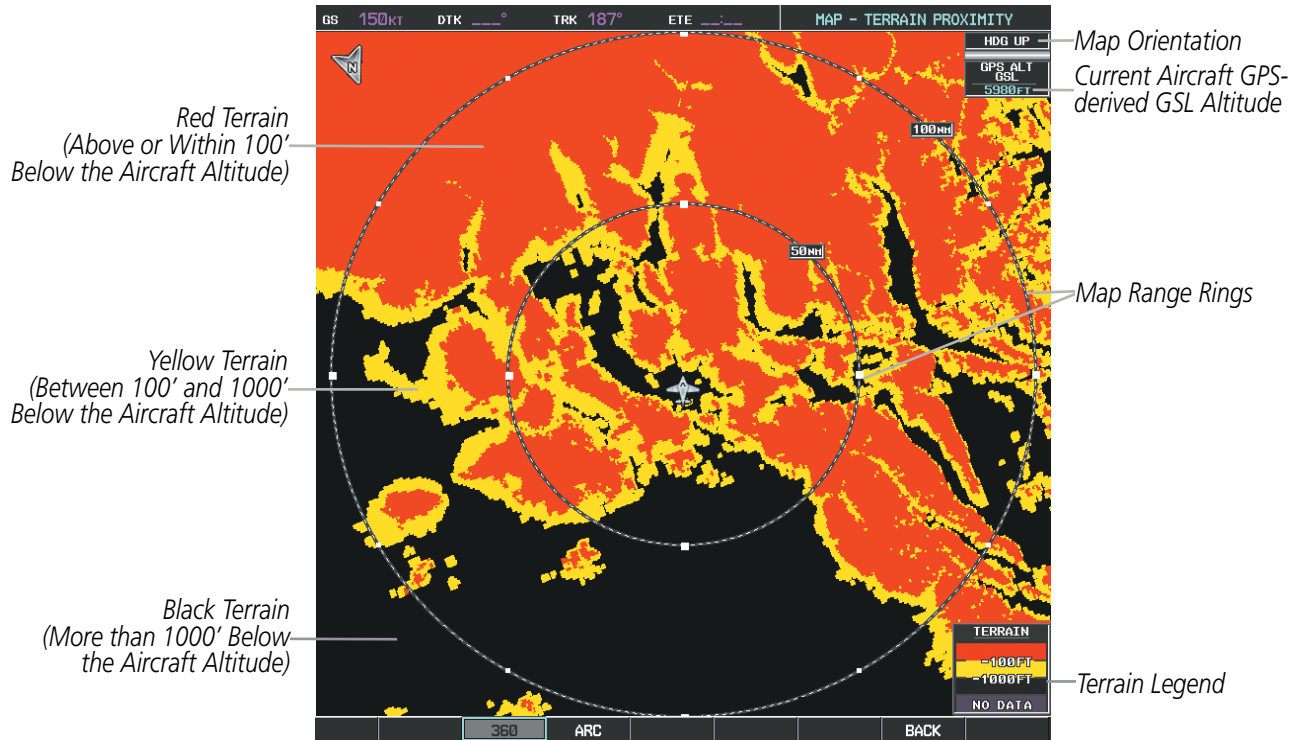 GS 150KT DTK ___° TRK 187° ETE __:__ MAP – TERRAIN PROXIMITY
HDG UP
Map Orientation
GPS ALT
GSL
5980FT
Current Aircraft GPS-
derived GSL Altitude
N
Red Terrain
(Above or Within 100’
Below the Aircraft Altitude)
100NM
50NM
Map Range Rings
Yellow Terrain
(Between 100’ and 1000’
Below the Aircraft Altitude)
Black Terrain
(More than 1000’ Below
the Aircraft Altitude)
TERRAIN
-100FT
-1000FT
NO DATA
Terrain Legend
360 ARC BACK